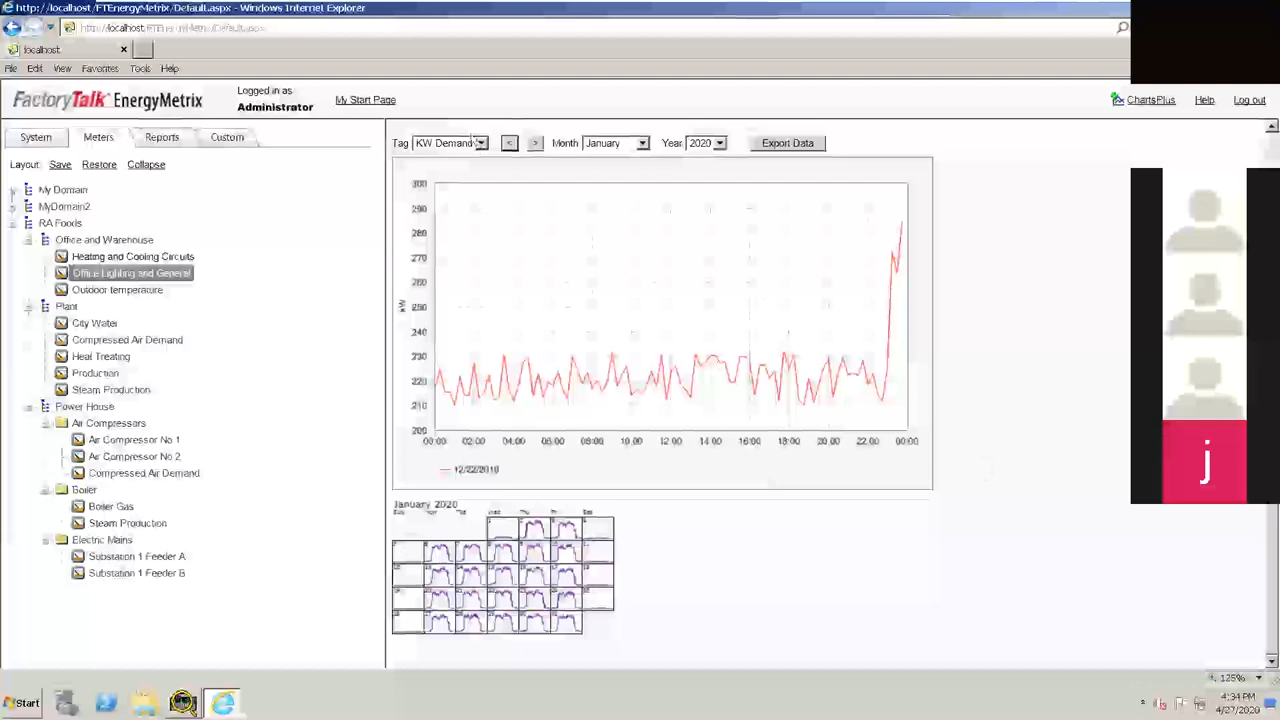 http://localhost/FTEnergyMetrix/Default.aspx - Windows Internet Explorer
http://localhost/FTEnergyMetrix/Default.aspx
localhost
File Edit View Favorites Tools Help
FactoryTalk EnergyMetrix
Logged in as
Administrator
My Start Page
ChartsPlus Help Log out
System Meters Reports Custom
Layout: Save Restore Collapse
My Domain
MyDomain2
RA Foods
Office and Warehouse
Heating and Cooling Circuits
Office Lighting and General
Outdoor temperature
Plant
City Water
Compressed Air Demand
Heat Treating
Production
Steam Production
Power House
Air Compressors
Air Compressor No 1
Air Compressor No 2
Compressed Air Demand
Boiler
Boiler Gas
Steam Production
Electric Mains
Substation 1 Feeder A
Substation 1 Feeder B
Tag KW Demand < > Month January Year 2020 Export Data
300
290
280
270
260
250
240
230
220
210
200
kW
00:00 02:00 04:00 06:00 08:00 10:00 12:00 14:00 16:00 18:00 20:00 22:00 00:00
January 2020
j
125%
Start
4:34 PM
4/27/2020